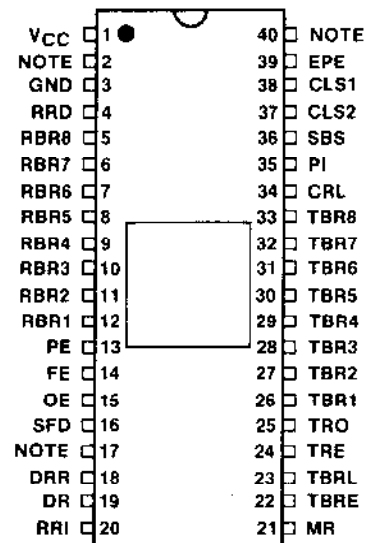 VCC 1 40 NOTE
NOTE 2 39 EPE
GND 3 38 CLS1
RRD 4 37 CLS2
RBR8 5 36 SBS
RBR7 6 35 PI
RBR6 7 34 CRL
RBR5 8 33 TBR8
RBR4 9 32 TBR7
RBR3 10 31 TBR6
RBR2 11 30 TBR5
RBR1 12 29 TBR4
PE 13 28 TBR3
FE 14 27 TBR2
OE 15 26 TBR1
SFD 16 25 TRO
NOTE 17 24 TRE
DRR 18 23 TBRL
DR 19 22 TBRE
RRI 20 21 MR